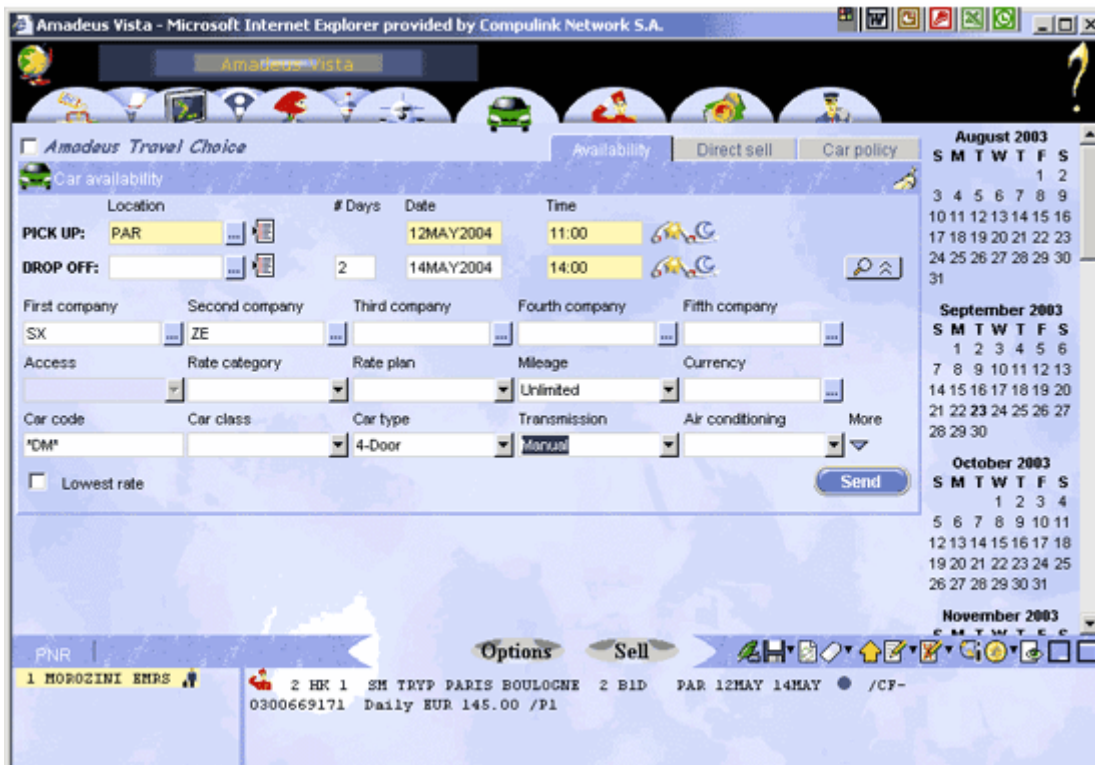 Amadeus Vista - Microsoft Internet Explorer provided by Compulink Network S.A.
Amadeus Vista
Amadeus Travel Choice
Availability Direct sell Car policy
Car availability
Location # Days Date Time
PICK UP: PAR 12MAY2004 11:00
DROP OFF: 2 14MAY2004 14:00
First company Second company Third company Fourth company Fifth company
SX ZE
Access Rate category Rate plan Mileage Currency
Unlimited
Car code Car class Car type Transmission Air conditioning More
"DM" 4-Door Manual
Lowest rate Send
August 2003
S M T W T F S
1 2
3 4 5 6 7 8 9
10 11 12 13 14 15 16
17 18 19 20 21 22 23
24 25 26 27 28 29 30
31
September 2003
S M T W T F S
1 2 3 4 5 6
7 8 9 10 11 12 13
14 15 16 17 18 19 20
21 22 23 24 25 26 27
28 29 30
October 2003
S M T W T F S
1 2 3 4
5 6 7 8 9 10 11
12 13 14 15 16 17 18
19 20 21 22 23 24 25
26 27 28 29 30 31
November 2003
S M T W T F S
PNR Options Sell
1 MOROZINI EMRS
2 HK 1 SM TRYP PARIS BOULOGNE 2 B1D PAR 12MAY 14MAY /CF-
0300669171 Daily EUR 145.00 /P1